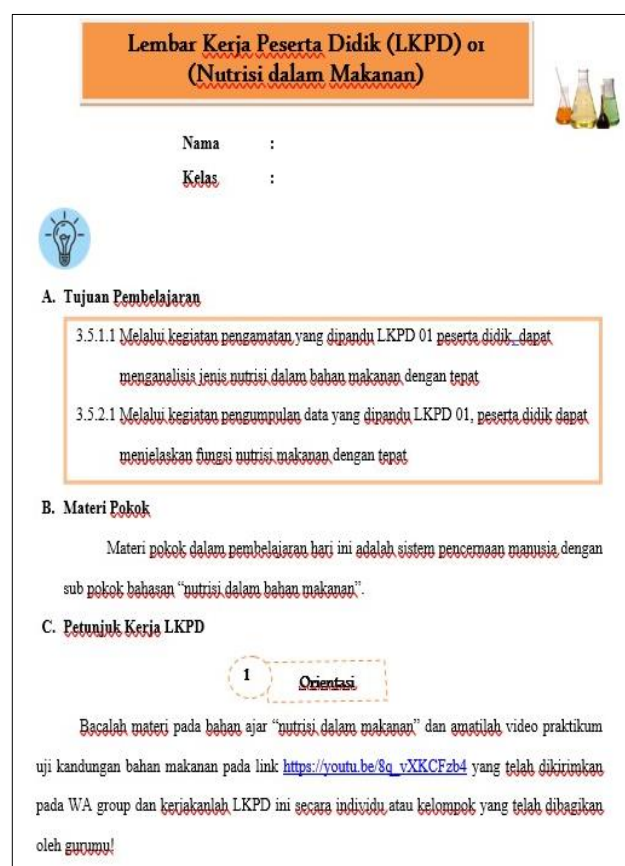 Lembar Kerja Peserta Didik (LKPD) 01
(Nutrisi dalam Makanan)
Nama :
Kelas :
A. Tujuan Pembelajaran
3.5.1.1 Melalui kegiatan pengamatan yang dipandu LKPD 01 peserta didik, dapat
menganalisis jenis nutrisi dalam bahan makanan dengan tepat
3.5.2.1 Melalui kegiatan pengumpulan data yang dipandu LKPD 01, peserta didik dapat
menjelaskan fungsi nutrisi makanan dengan tepat
B. Materi Pokok
Materi pokok dalam pembelajaran hari ini adalah sistem pencernaan manusia dengan
sub pokok bahasan “nutrisi dalam bahan makanan”.
C. Petunjuk Kerja LKPD
1 Orientasi
Bacalah materi pada bahan ajar “nutrisi dalam makanan” dan amatilah video praktikum
uji kandungan bahan makanan pada link https://youtu.be/8q_vXKCFzb4 yang telah dikirimkan
pada WA group dan kerjakanlah LKPD ini secara individu atau kelompok yang telah dibagikan
oleh gurumu!